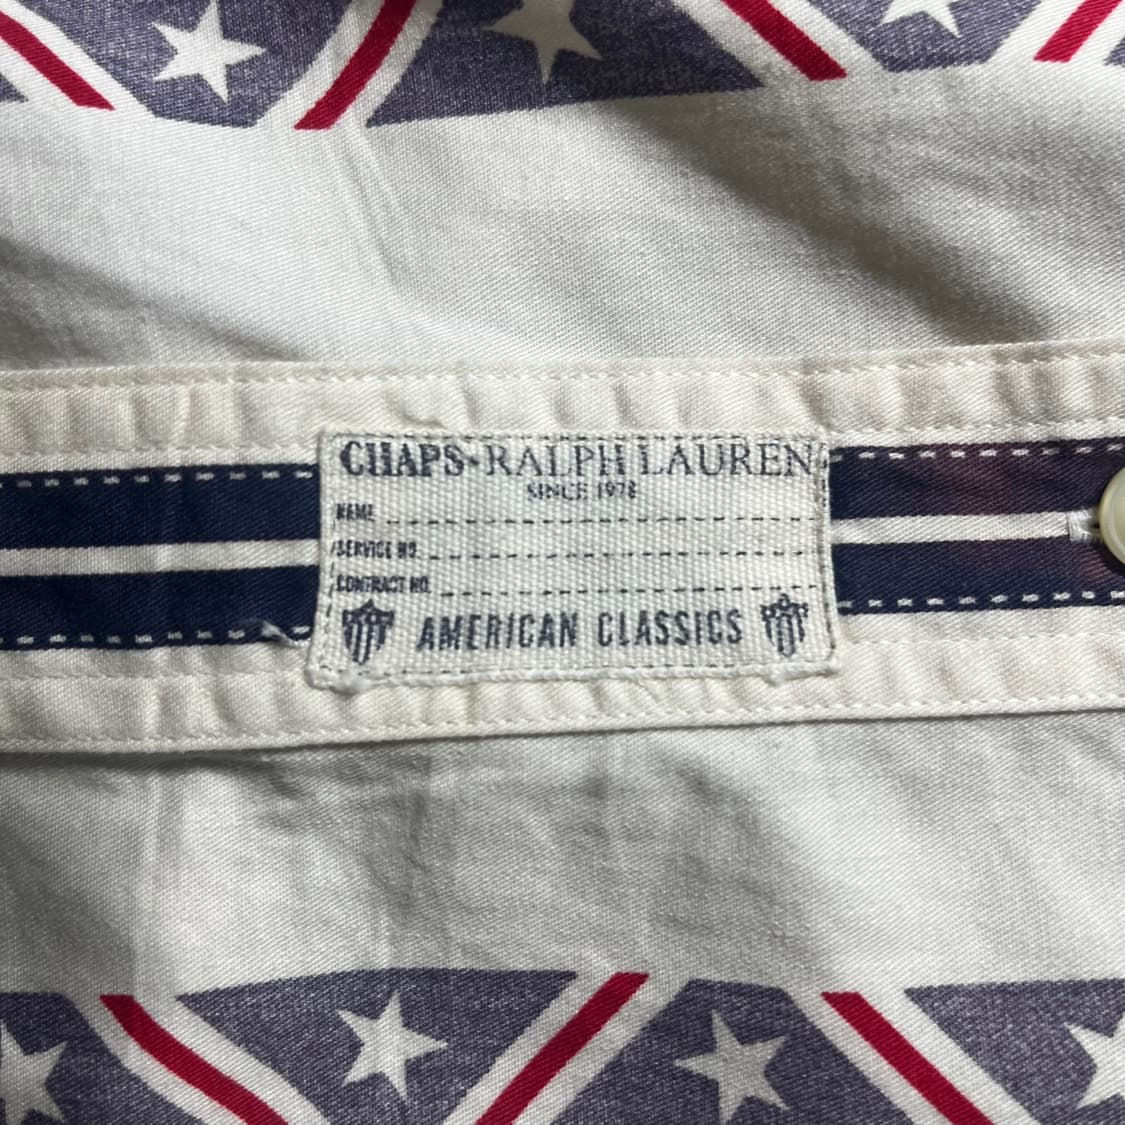 CHAPS-RALPH LAUREN
SINCE 1978
NAME
SERVICE NO.
CONTRACT NO.
AMERICAN CLASSICS